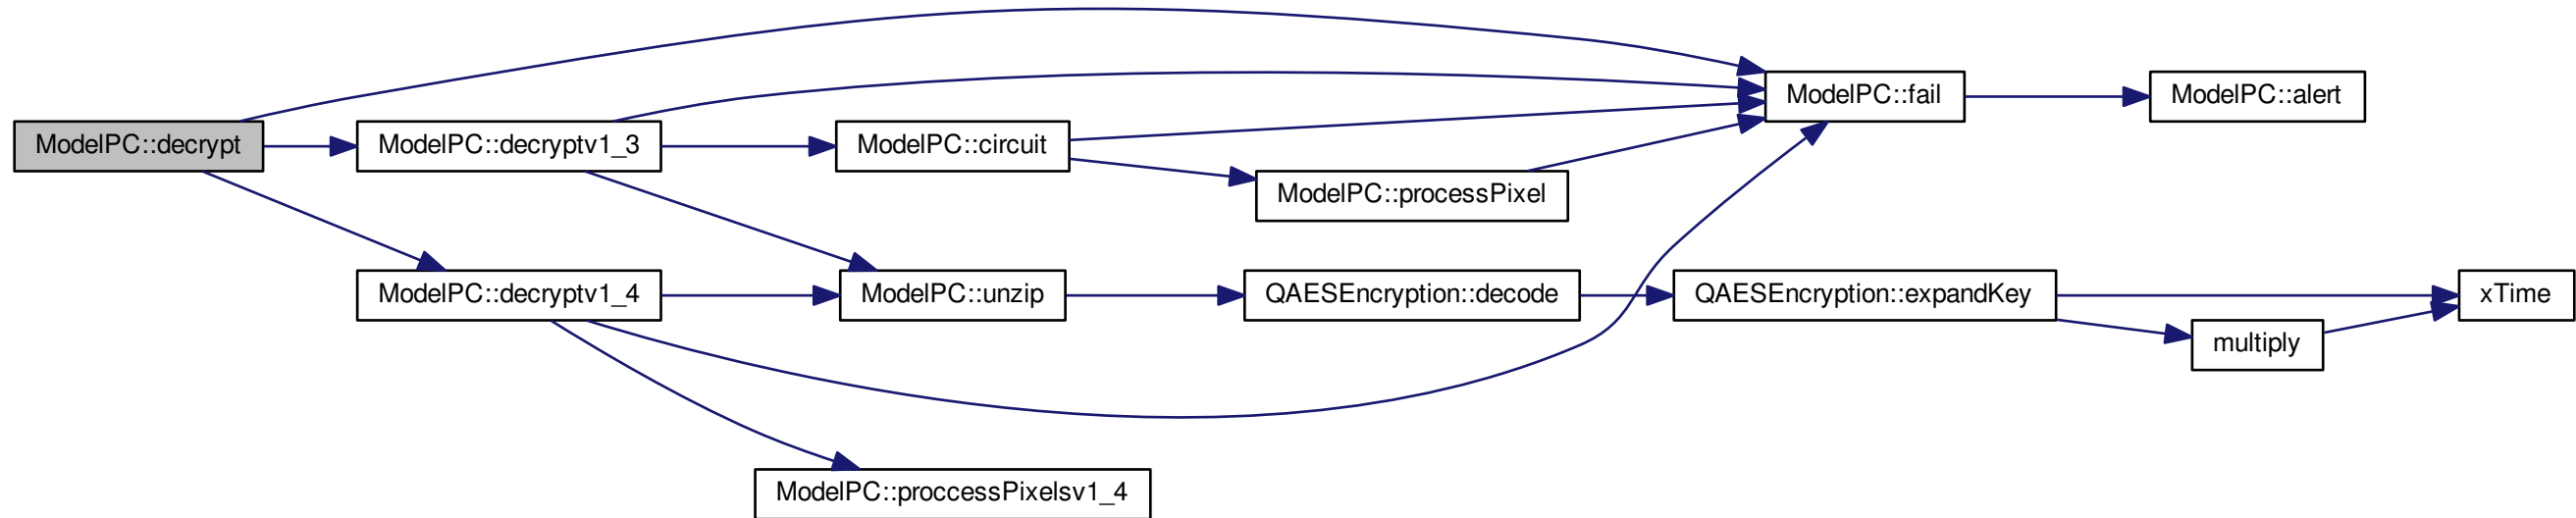 ModelPC::decrypt
ModelPC::decryptv1_3
ModelPC::circuit
ModelPC::fail
ModelPC::alert
ModelPC::processPixel
ModelPC::decryptv1_4
ModelPC::unzip
QAESEncryption::decode
QAESEncryption::expandKey
xTime
multiply
ModelPC::proccessPixelsv1_4